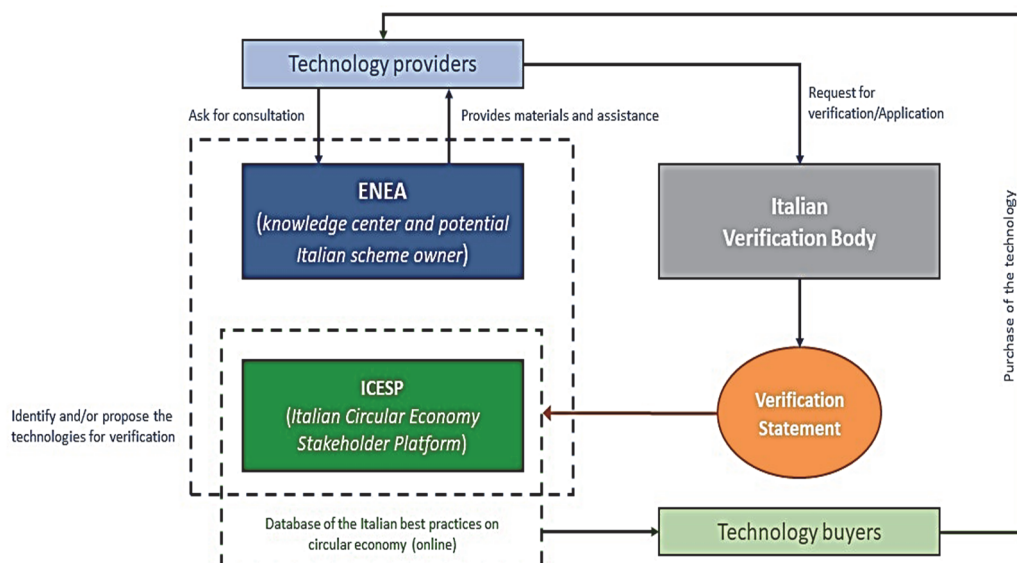 Technology providers
Ask for consultation
Provides materials and assistance
Request for
verification/Application
ENEA
(knowledge center and potential
Italian scheme owner)
Italian
Verification Body
Purchase of the technology
Identify and/or propose the
technologies for verification
ICESP
(Italian Circular Economy
Stakeholder Platform)
Verification
Statement
Database of the Italian best practices on
circular economy (online)
Technology buyers